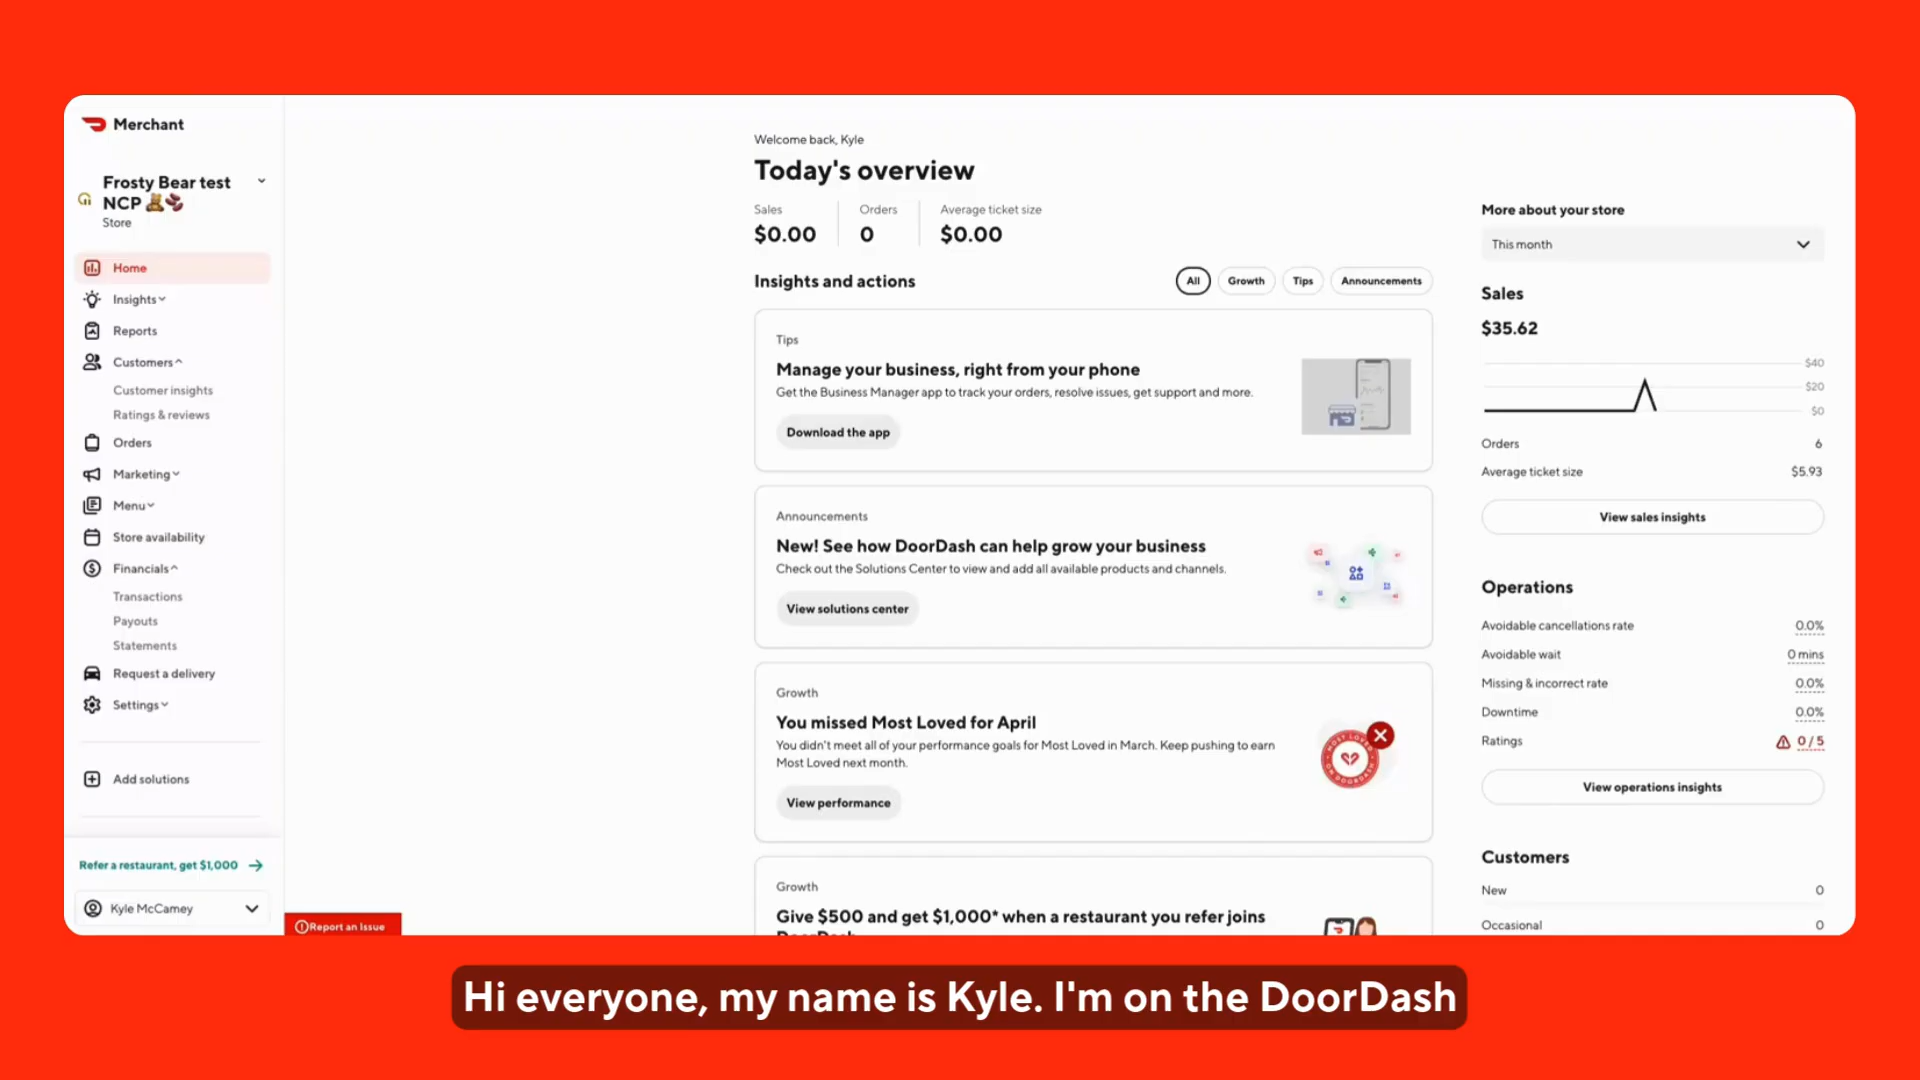 Merchant
Frosty Bear test
NCP 🧸🫘
Store
Home
Insights
Reports
Customers
Customer insights
Ratings & reviews
Orders
Marketing
Menu
Store availability
Financials
Transactions
Payouts
Statements
Request a delivery
Settings
Add solutions
Refer a restaurant, get $1,000
Kyle McCamey
Report an Issue
Welcome back, Kyle
Today's overview
Sales
$0.00
Orders
0
Average ticket size
$0.00
Insights and actions
All
Growth
Tips
Announcements
Tips
Manage your business, right from your phone
Get the Business Manager app to track your orders, resolve issues, get support and more.
Download the app
Announcements
New! See how DoorDash can help grow your business
Check out the Solutions Center to view and add all available products and channels.
View solutions center
Growth
You missed Most Loved for April
You didn't meet all of your performance goals for Most Loved in March. Keep pushing to earn
Most Loved next month.
View performance
MOST LOVED
ON DOORDASH
Growth
Give $500 and get $1,000* when a restaurant you refer joins
DoorDash
More about your store
This month
Sales
$35.62
$40
$20
$0
Orders 6
Average ticket size $5.93
View sales insights
Operations
Avoidable cancellations rate 0.0%
Avoidable wait 0 mins
Missing & incorrect rate 0.0%
Downtime 0.0%
Ratings 0 / 5
View operations insights
Customers
New 0
Occasional 0
Hi everyone, my name is Kyle. I'm on the DoorDash